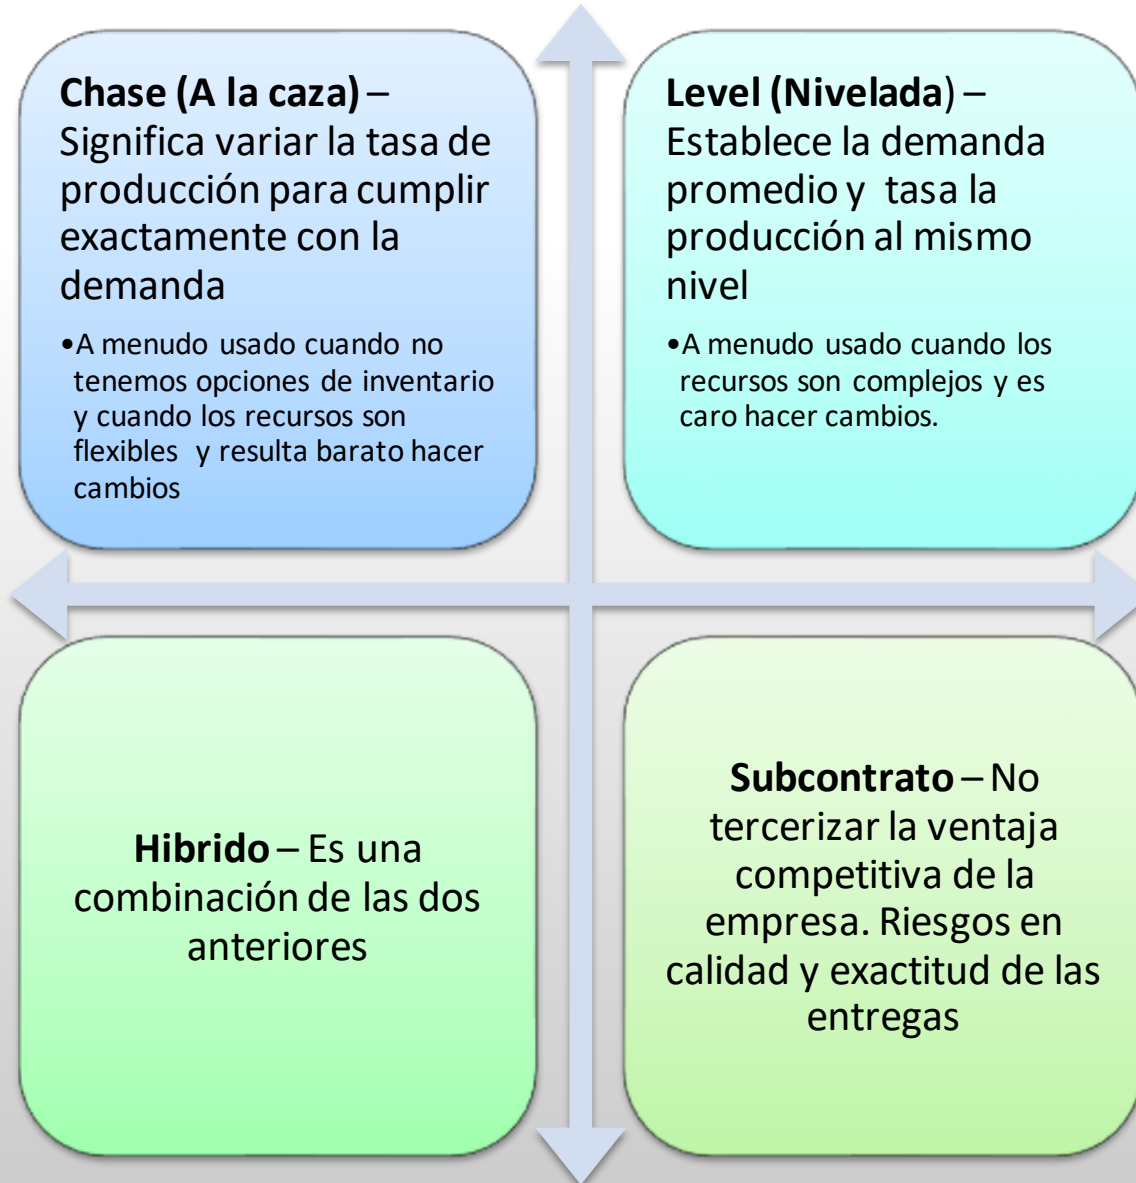 Chase (A la caza) –
Significa variar la tasa de
producción para cumplir
exactamente con la
demanda
•A menudo usado cuando no
tenemos opciones de inventario
y cuando los recursos son
flexibles y resulta barato hacer
cambios
Level (Nivelada) –
Establece la demanda
promedio y tasa la
producción al mismo
nivel
•A menudo usado cuando los
recursos son complejos y es
caro hacer cambios.
Hibrido – Es una
combinación de las dos
anteriores
Subcontrato – No
tercerizar la ventaja
competitiva de la
empresa. Riesgos en
calidad y exactitud de las
entregas